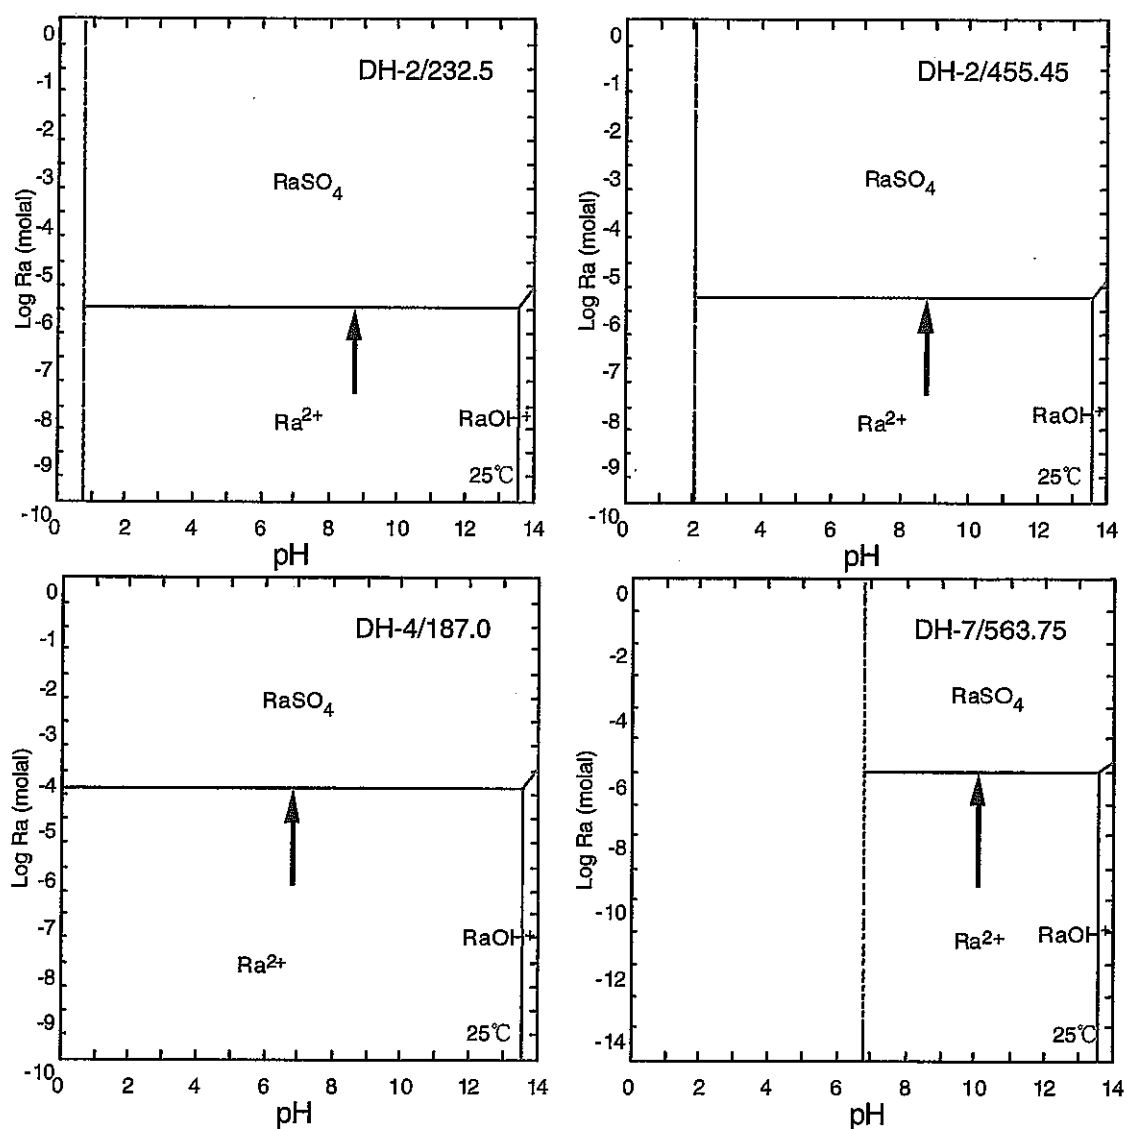 DH-2/232.5
Log Ra (molal)
0
-1
-2
-3
-4
-5
-6
-7
-8
-9
-10
RaSO4
Ra2+
RaOH+
25℃
0 2 4 6 8 10 12 14
pH
DH-2/455.45
Log Ra (molal)
0
-1
-2
-3
-4
-5
-6
-7
-8
-9
-10
RaSO4
Ra2+
RaOH+
25℃
0 2 4 6 8 10 12 14
pH
DH-4/187.0
Log Ra (molal)
0
-1
-2
-3
-4
-5
-6
-7
-8
-9
-10
RaSO4
Ra2+
RaOH+
25℃
0 2 4 6 8 10 12 14
pH
DH-7/563.75
Log Ra (molal)
0
-2
-4
-6
-8
-10
-12
-14
RaSO4
Ra2+
RaOH+
25℃
0 2 4 6 8 10 12 14
pH